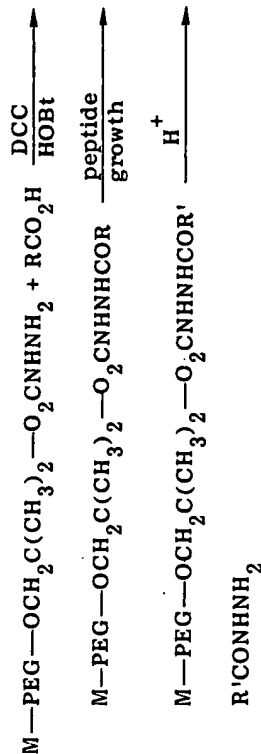 M—PEG—OCH₂C(CH₃)₂—O₂CNHNH₂ + RCO₂H
DCC
HOBt
M—PEG—OCH₂C(CH₃)₂—O₂CNHNHCOR
peptide
growth
M—PEG—OCH₂C(CH₃)₂—O₂CNHNHCOR'
H⁺
R'CONHNH₂